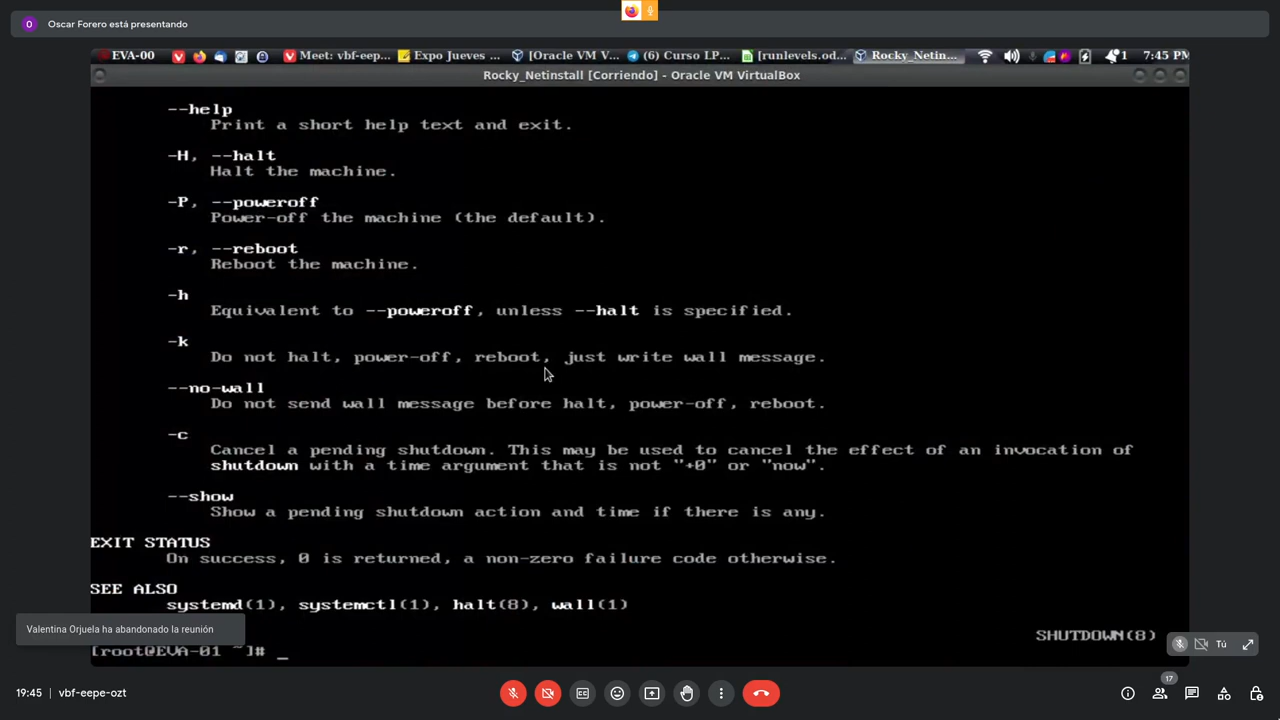 O Oscar Forero está presentando
EVA-00 Meet: vbf-eep... Expo Jueves ... [Oracle VM V... (6) Curso LP... [runlevels.od... Rocky_Netin... 1 7:45 PM
Rocky_Netinstall [Corriendo] - Oracle VM VirtualBox
--help
Print a short help text and exit.
-H, --halt
Halt the machine.
-P, --poweroff
Power-off the machine (the default).
-r, --reboot
Reboot the machine.
-h
Equivalent to --poweroff, unless --halt is specified.
-k
Do not halt, power-off, reboot, just write wall message.
--no-wall
Do not send wall message before halt, power-off, reboot.
-c
Cancel a pending shutdown. This may be used to cancel the effect of an invocation of
shutdown with a time argument that is not "+0" or "now".
--show
Show a pending shutdown action and time if there is any.
EXIT STATUS
On success, 0 is returned, a non-zero failure code otherwise.
SEE ALSO
systemd(1), systemctl(1), halt(8), wall(1)
Valentina Orjuela ha abandonado la reunión
SHUTDOWN(8)
[root@EVA-01 ~]# _
Tú
19:45 | vbf-eepe-ozt
17